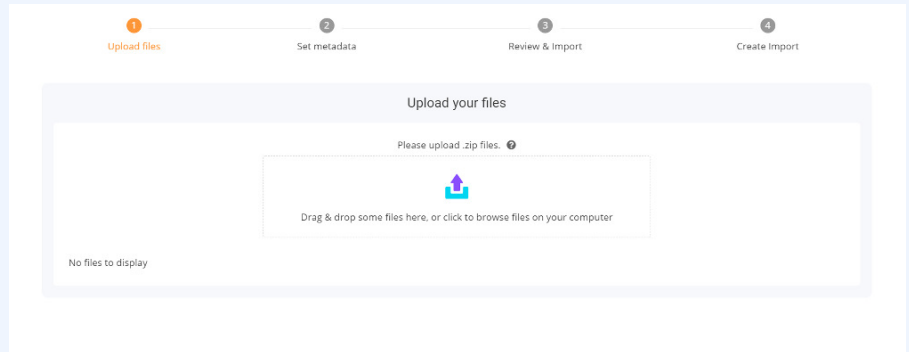 1 2 3 4
Upload files Set metadata Review & Import Create Import
Upload your files
Please upload .zip files. ?
Drag & drop some files here, or click to browse files on your computer
No files to display